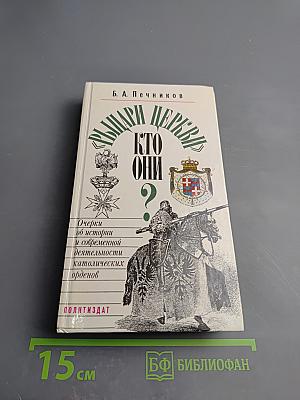 Б. А. Печников
«РЫЦАРИ ЦЕРКВИ»
КТО
ОНИ
?
Очерки
об истории
и современной
деятельности
католических
орденов
ПОЛИТИЗДАТ
15 см
БФ БИБЛИОФАН